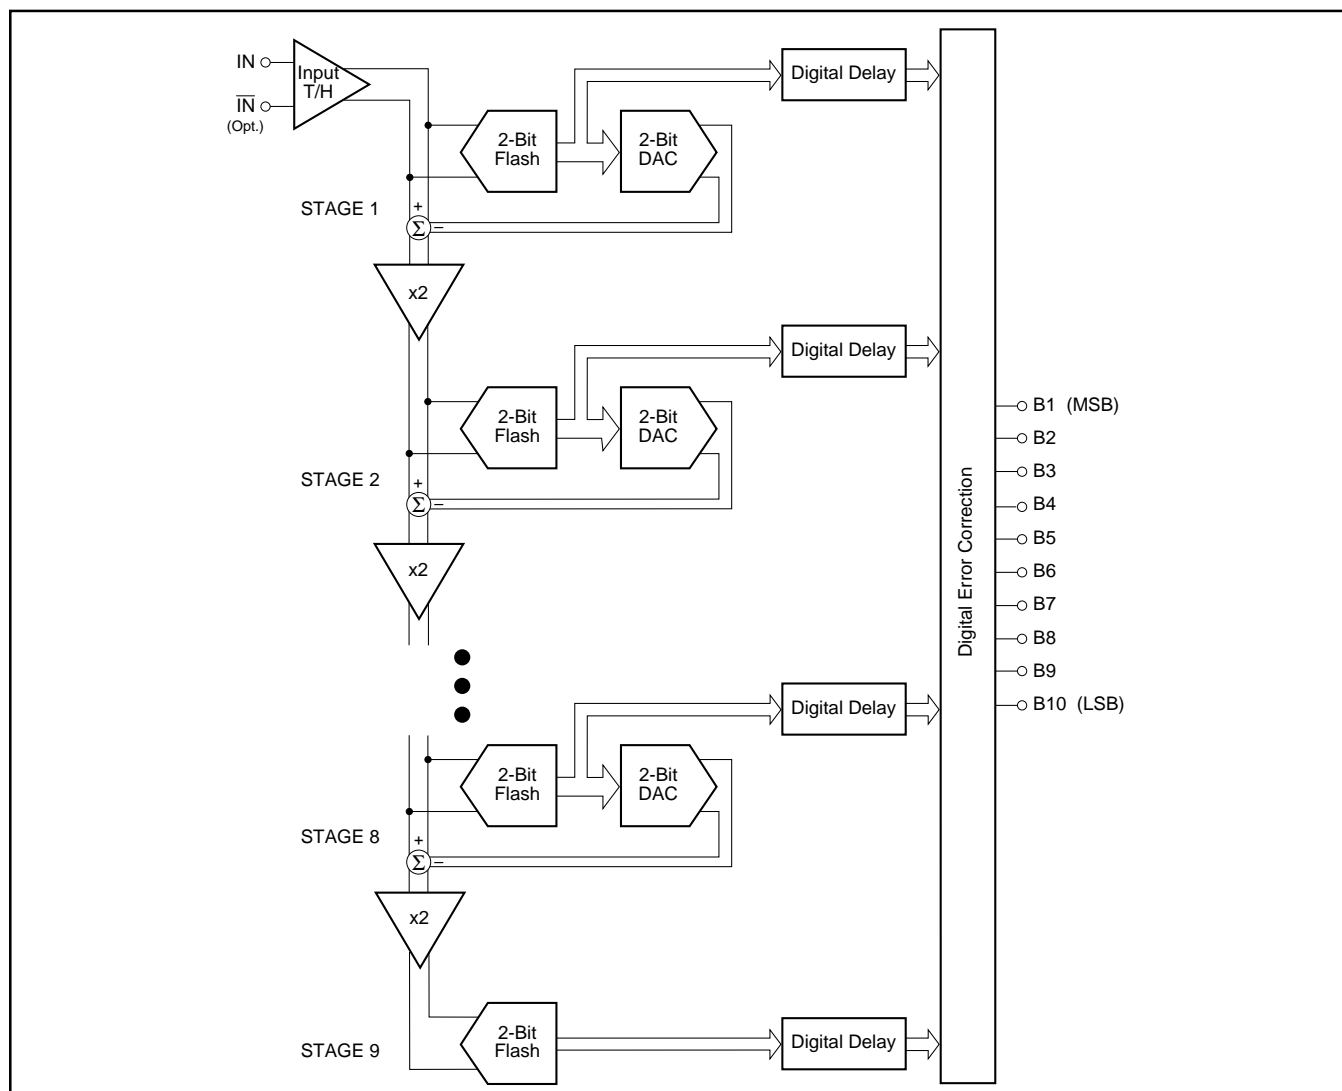 IN
Input
T/H
IN
(Opt.)
2-Bit
Flash
2-Bit
DAC
Digital Delay
STAGE 1
+
Σ
–
x2
2-Bit
Flash
2-Bit
DAC
Digital Delay
STAGE 2
+
Σ
–
x2
2-Bit
Flash
2-Bit
DAC
Digital Delay
STAGE 8
+
Σ
–
x2
STAGE 9
2-Bit
Flash
Digital Delay
Digital Error Correction
B1 (MSB)
B2
B3
B4
B5
B6
B7
B8
B9
B10 (LSB)